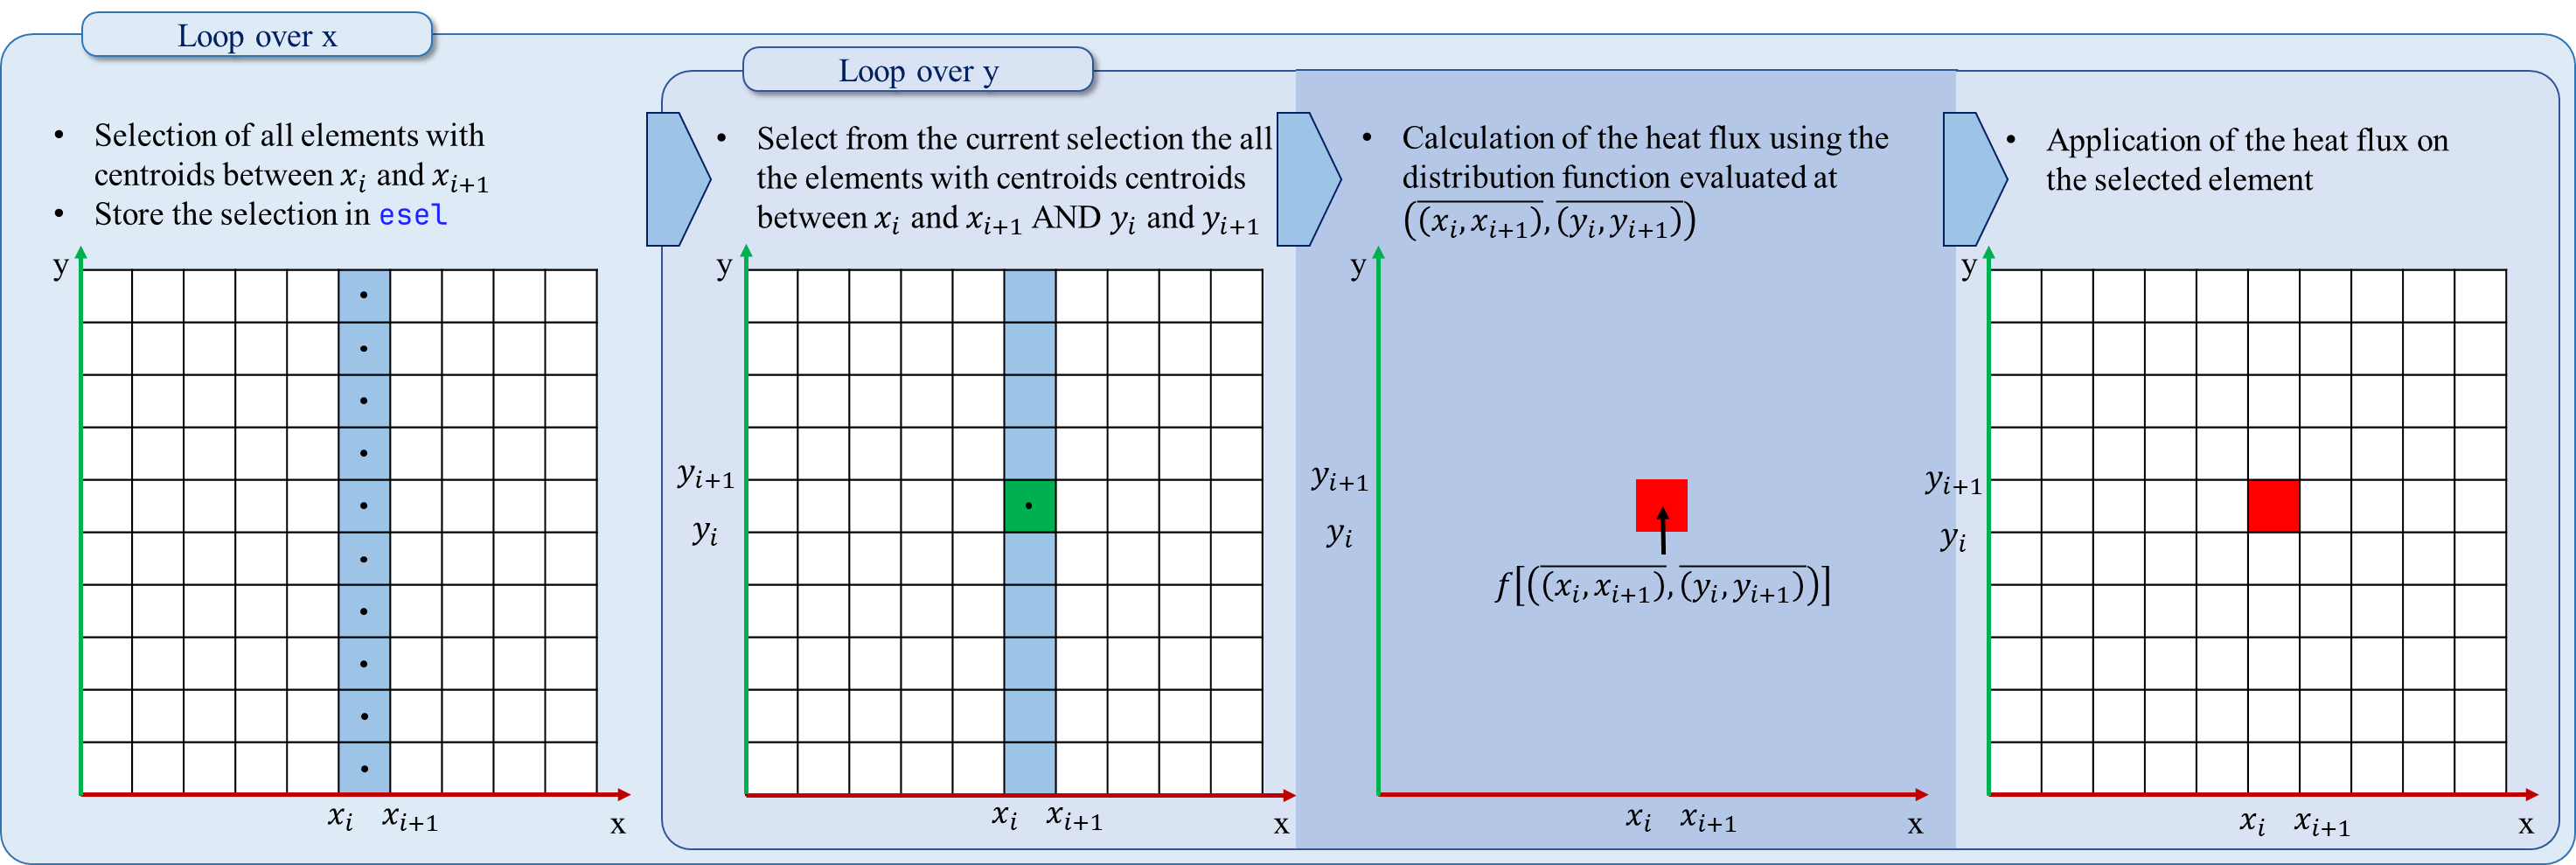 Loop over x
• Selection of all elements with
centroids between x_i and x_{i+1}
• Store the selection in esel
y
x_i x_{i+1}
x
Loop over y
• Select from the current selection the all
the elements with centroids centroids
between x_i and x_{i+1} AND y_i and y_{i+1}
y
y_{i+1}
y_i
x_i x_{i+1}
x
• Calculation of the heat flux using the
distribution function evaluated at
(\overline{(x_i, x_{i+1})}, \overline{(y_i, y_{i+1})})
y
y_{i+1}
y_i
f[(\overline{(x_i, x_{i+1})}, \overline{(y_i, y_{i+1})})]
x_i x_{i+1}
x
• Application of the heat flux on
the selected element
y
y_{i+1}
y_i
x_i x_{i+1}
x